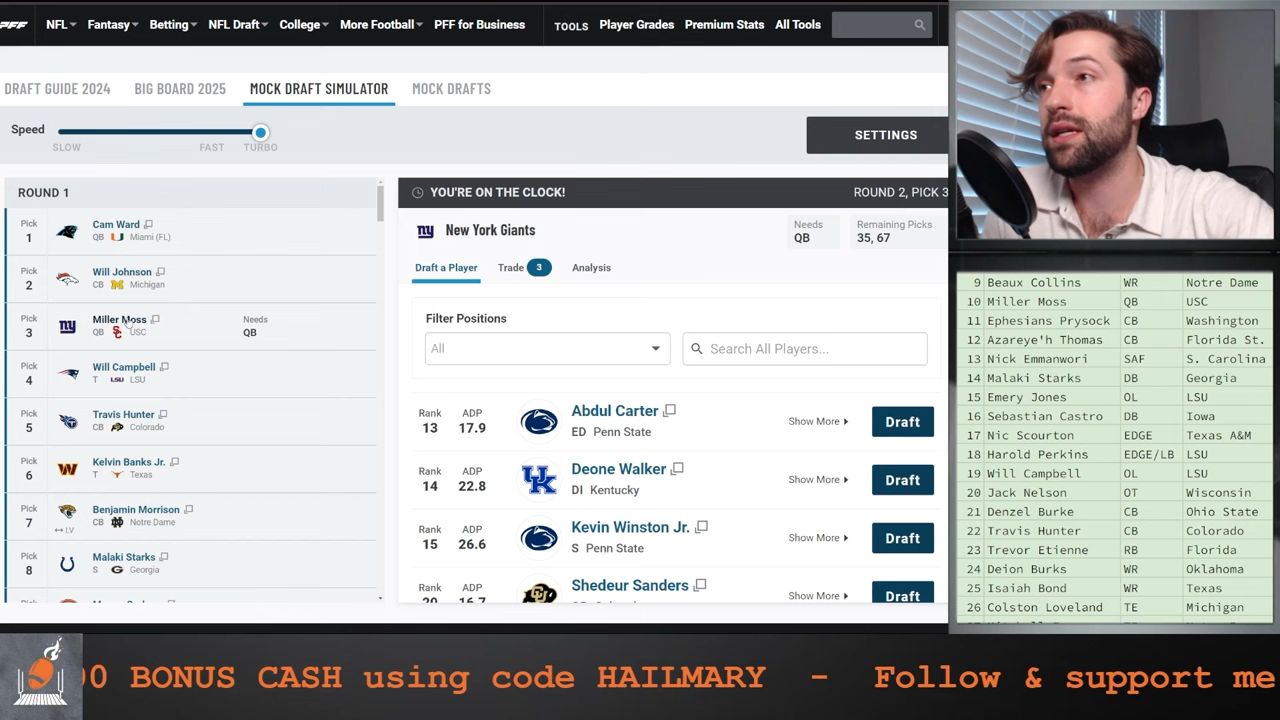 PFF NFL Fantasy Betting NFL Draft College More Football PFF for Business TOOLS Player Grades Premium Stats All Tools
DRAFT GUIDE 2024 BIG BOARD 2025 MOCK DRAFT SIMULATOR MOCK DRAFTS
Speed
SLOW FAST TURBO
SETTINGS
ROUND 1
Pick 1 Cam Ward
QB Miami (FL)
Pick 2 Will Johnson
CB Michigan
Pick 3 Miller Moss
QB USC
Needs
QB
Pick 4 Will Campbell
T LSU
Pick 5 Travis Hunter
CB Colorado
Pick 6 Kelvin Banks Jr.
T Texas
Pick 7 Benjamin Morrison
LV CB Notre Dame
Pick 8 Malaki Starks
S Georgia
YOU'RE ON THE CLOCK! ROUND 2, PICK 3
New York Giants
Needs
QB
Remaining Picks
35, 67
Draft a Player Trade 3 Analysis
Filter Positions
All
Search All Players...
Rank 13 ADP 17.9 Abdul Carter
ED Penn State
Show More Draft
Rank 14 ADP 22.8 Deone Walker
DI Kentucky
Show More Draft
Rank 15 ADP 26.6 Kevin Winston Jr.
S Penn State
Show More Draft
Rank 20 ADP 16.7 Shedeur Sanders
Show More Draft
9 Beaux Collins WR Notre Dame
10 Miller Moss QB USC
11 Ephesians Prysock CB Washington
12 Azareye'h Thomas CB Florida St.
13 Nick Emmanwori SAF S. Carolina
14 Malaki Starks DB Georgia
15 Emery Jones OL LSU
16 Sebastian Castro DB Iowa
17 Nic Scourton EDGE Texas A&M
18 Harold Perkins EDGE/LB LSU
19 Will Campbell OL LSU
20 Jack Nelson OT Wisconsin
21 Denzel Burke CB Ohio State
22 Travis Hunter CB Colorado
23 Trevor Etienne RB Florida
24 Deion Burks WR Oklahoma
25 Isaiah Bond WR Texas
26 Colston Loveland TE Michigan
00 BONUS CASH using code HAILMARY - Follow & support me